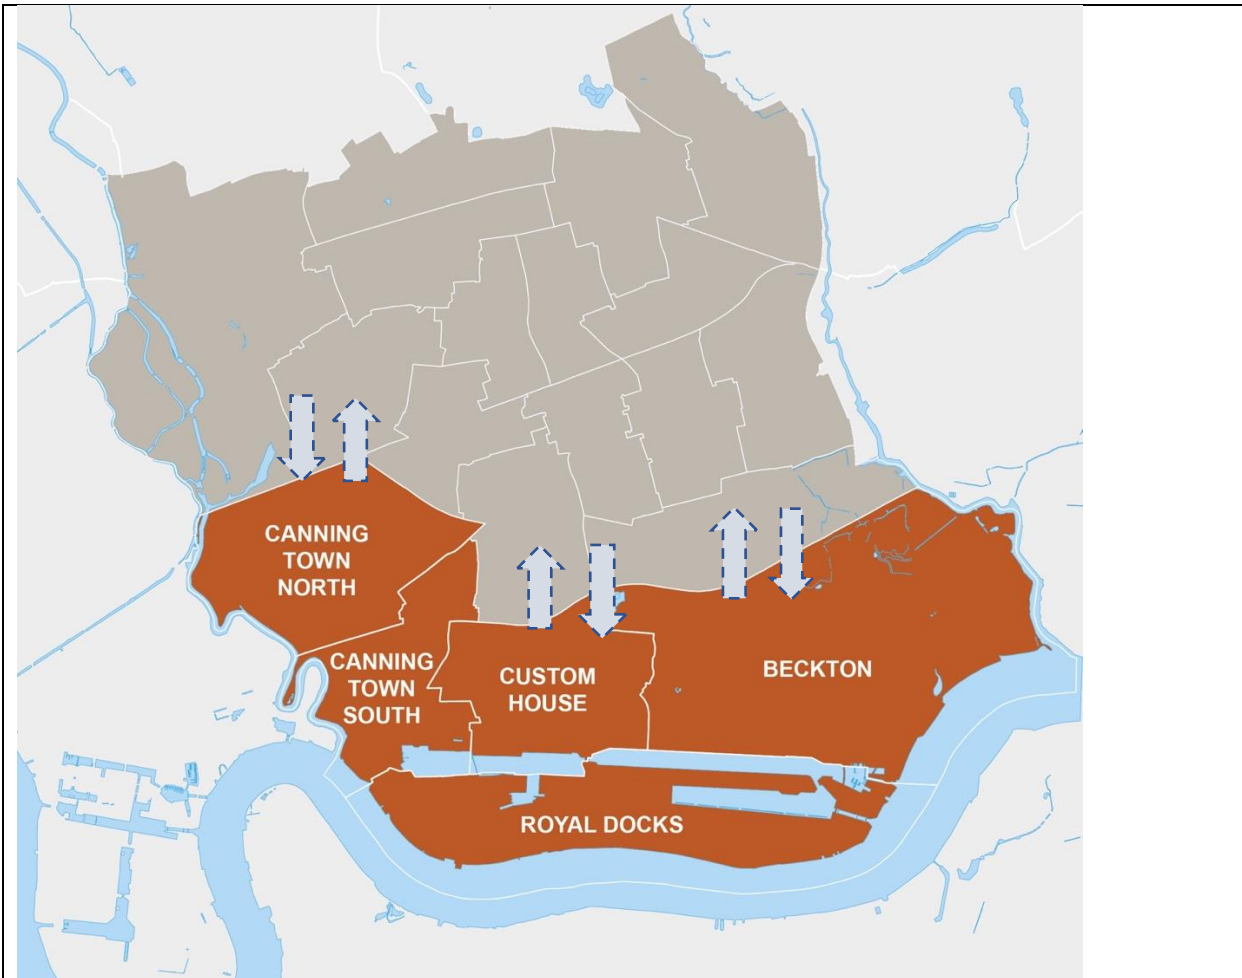 CANNING
TOWN
NORTH
CANNING
TOWN
SOUTH
CUSTOM
HOUSE
BECKTON
ROYAL DOCKS